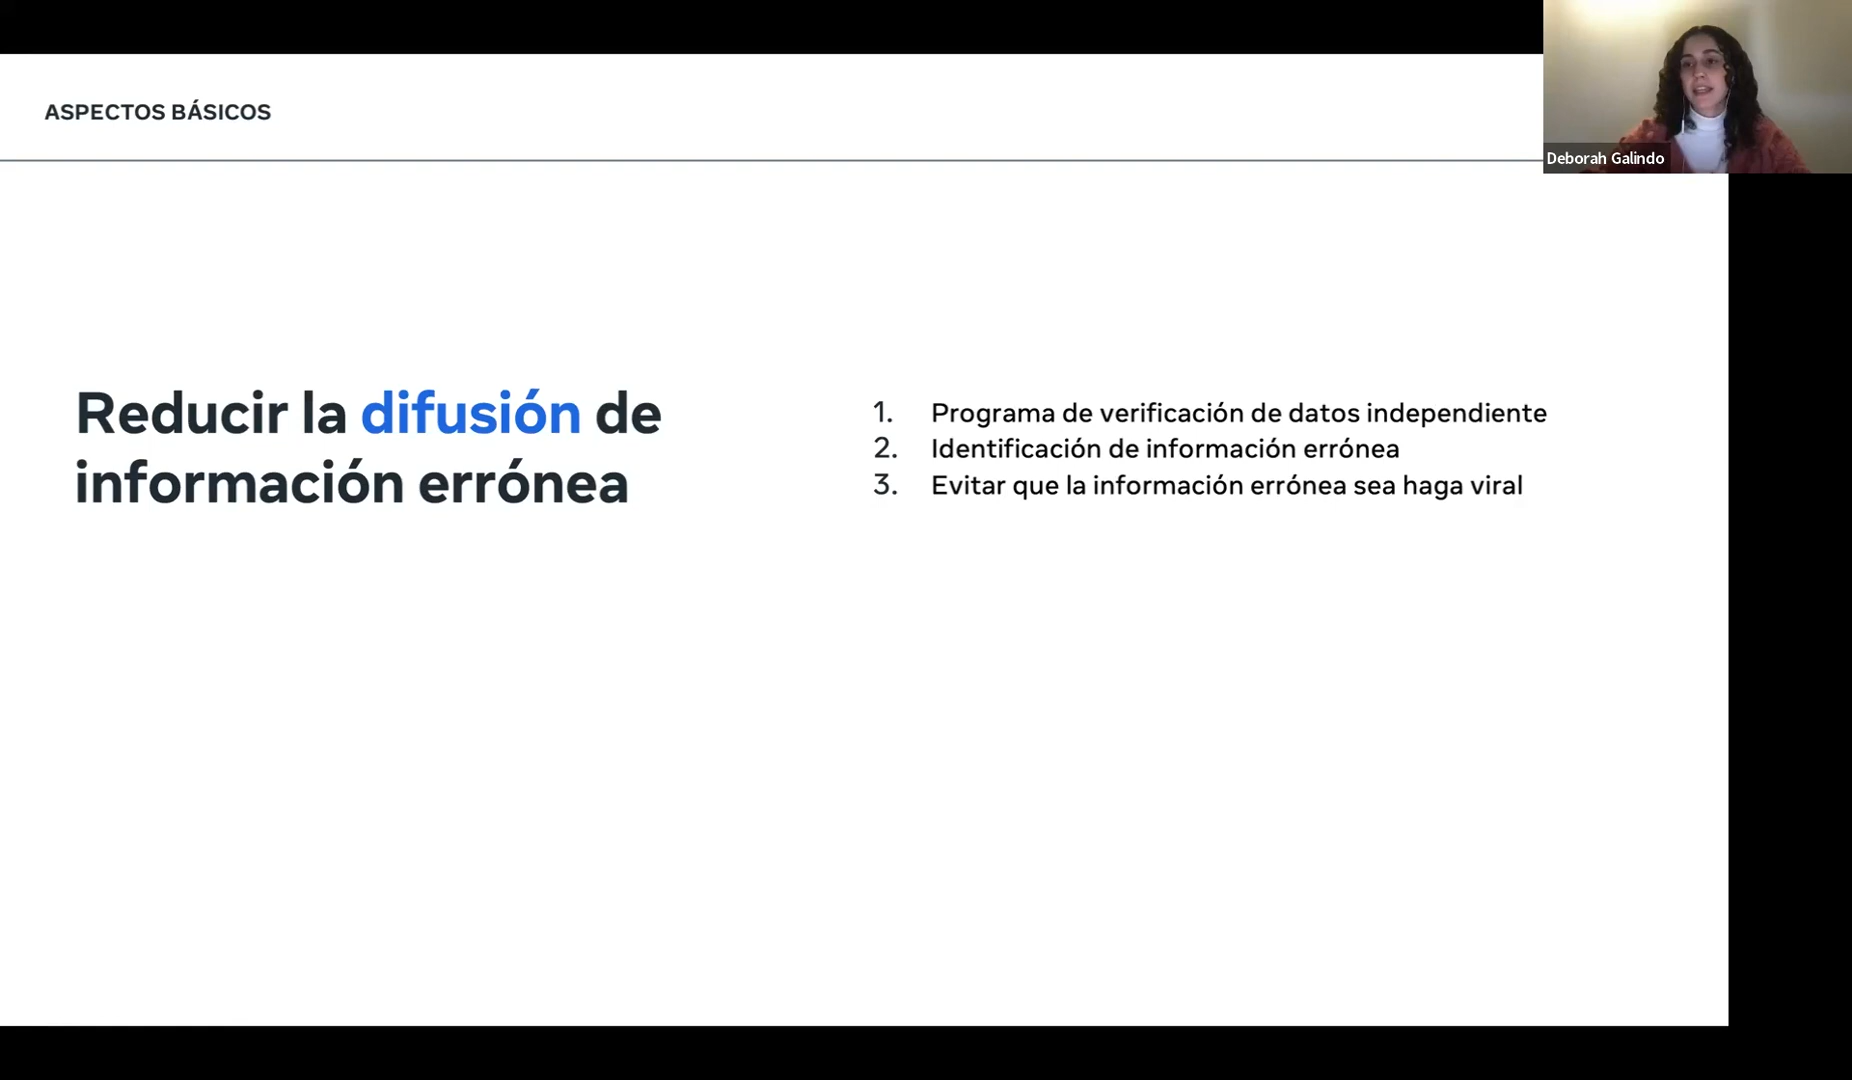 ASPECTOS BÁSICOS
Deborah Galindo
Reducir la difusión de
información errónea
1. Programa de verificación de datos independiente
2. Identificación de información errónea
3. Evitar que la información errónea sea haga viral